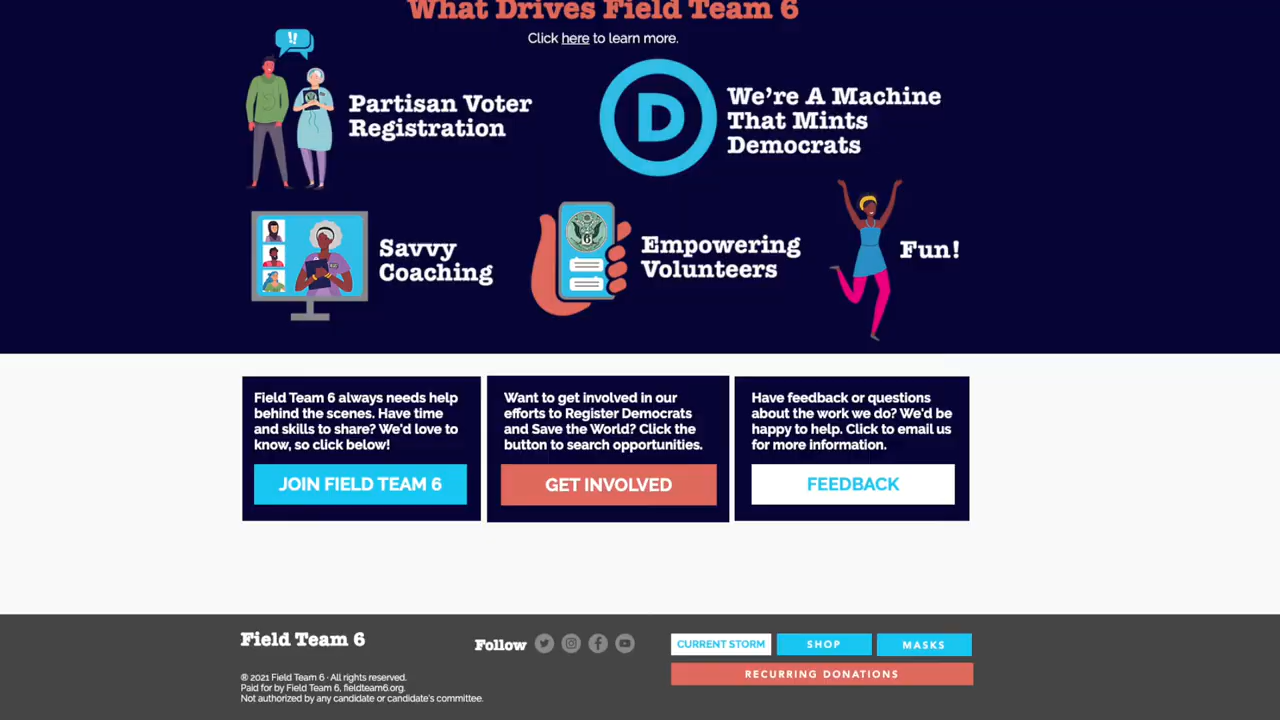 What Drives Field Team 6
Click here to learn more.
Partisan Voter
Registration
D
We’re A Machine
That Mints
Democrats
Savvy
Coaching
Empowering
Volunteers
Fun!
Field Team 6 always needs help
behind the scenes. Have time
and skills to share? We'd love to
know, so click below!
JOIN FIELD TEAM 6
Want to get involved in our
efforts to Register Democrats
and Save the World? Click the
button to search opportunities.
GET INVOLVED
Have feedback or questions
about the work we do? We'd be
happy to help. Click to email us
for more information.
FEEDBACK
Field Team 6
® 2021 Field Team 6 · All rights reserved.
Paid for by Field Team 6, fieldteam6.org.
Not authorized by any candidate or candidate's committee.
Follow
CURRENT STORM
SHOP
MASKS
RECURRING DONATIONS